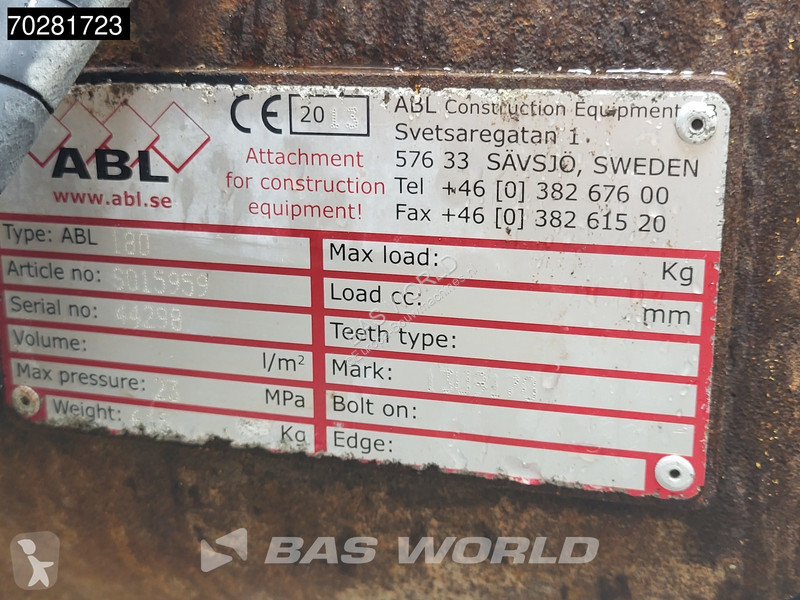 70281723
ABL
www.abl.se
CE 2013
Attachment
for construction
equipment!
ABL Construction Equipment
Svetsaregatan 1
576 33 SÄVSJÖ, SWEDEN
Tel +46 [0] 382 676 00
Fax +46 [0] 382 615 20
Type: ABL 180
Article no: S015959
Serial no: 44298
Volume: l/m²
Max pressure: 23 MPa
Weight: Kg
Max load: Kg
Load cc: mm
Teeth type:
Mark:
Bolt on:
Edge:
BAS WORLD